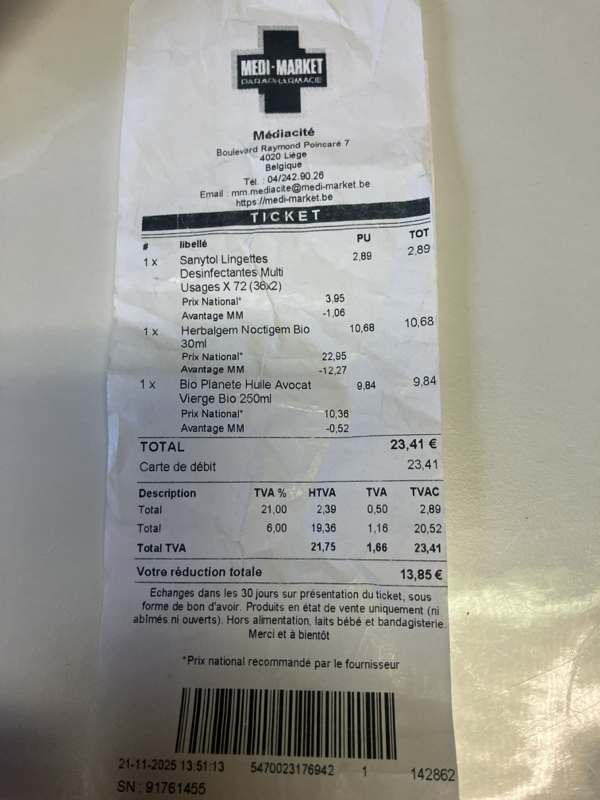 MEDI-MARKET
PARAPHARMACIE
Médiacité
Boulevard Raymond Poincaré 7
4020 Liège
Belgique
Tél. : 04/242.90.26
Email : mm.mediacite@medi-market.be
https://medi-market.be
TICKET
# libellé PU TOT
1 x Sanytol Lingettes 2,89 2,89
Desinfectantes Multi
Usages X 72 (36x2)
Prix National* 3,95
Avantage MM -1,06
1 x Herbalgem Noctigem Bio 10,68 10,68
30ml
Prix National* 22,95
Avantage MM -12,27
1 x Bio Planete Huile Avocat 9,84 9,84
Vierge Bio 250ml
Prix National* 10,36
Avantage MM -0,52
TOTAL 23,41 €
Carte de débit 23,41
Description TVA % HTVA TVA TVAC
Total 21,00 2,39 0,50 2,89
Total 6,00 19,36 1,16 20,52
Total TVA 21,75 1,66 23,41
Votre réduction totale 13,85 €
Echanges dans les 30 jours sur présentation du ticket, sous
forme de bon d'avoir. Produits en état de vente uniquement (ni
abîmés ni ouverts). Hors alimentation, laits bébé et bandagisterie.
Merci et à bientôt
*Prix national recommandé par le fournisseur
21-11-2025 13:51:13 5470023176942 1 142862
SN : 91761455